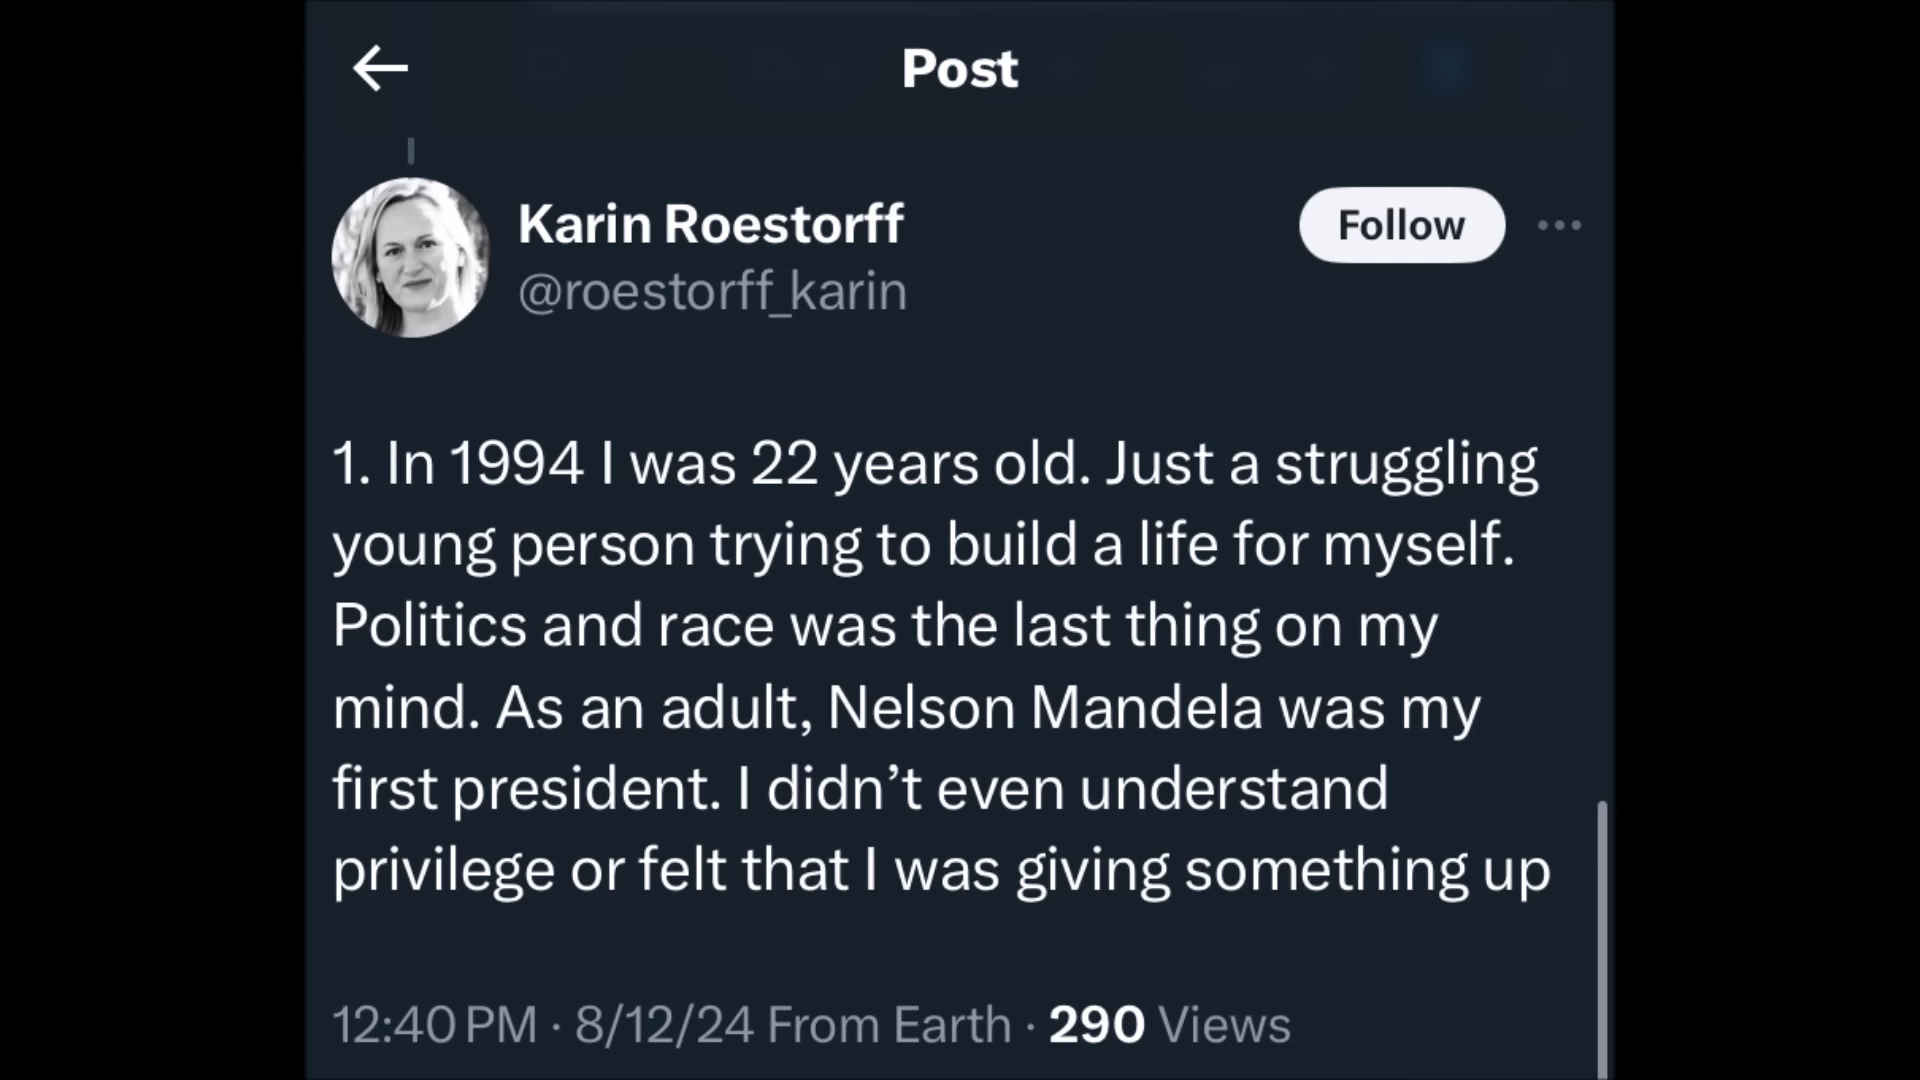 Post
Karin Roestorff
Follow
@roestorff_karin
1. In 1994 I was 22 years old. Just a struggling
young person trying to build a life for myself.
Politics and race was the last thing on my
mind. As an adult, Nelson Mandela was my
first president. I didn’t even understand
privilege or felt that I was giving something up
12:40 PM · 8/12/24 From Earth · 290 Views